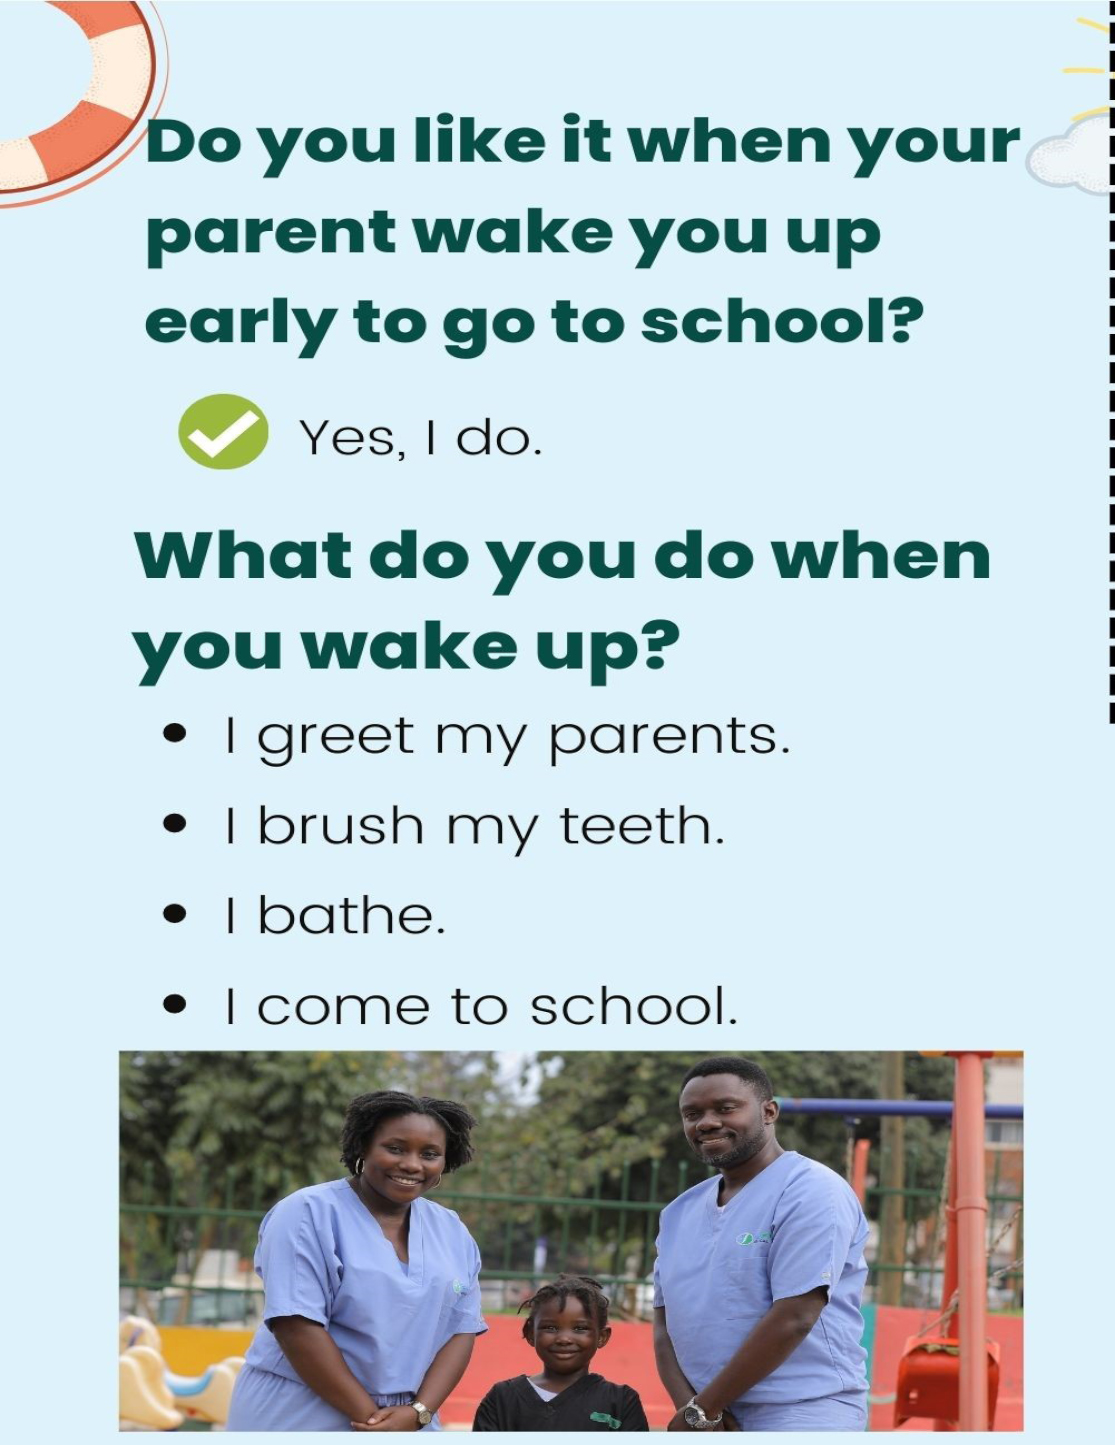 Do you like it when your
parent wake you up
early to go to school?
Yes, I do.
What do you do when
you wake up?
• I greet my parents.
• I brush my teeth.
• I bathe.
• I come to school.